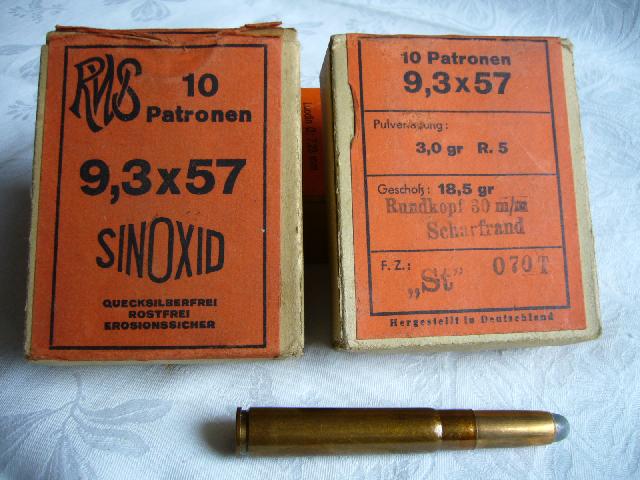 RWS
10
Patronen
9,3x57
SINOXID
QUECKSILBERFREI
ROSTFREI
EROSIONSSICHER
10 Patronen
9,3x57
Pulverladung:
3,0 gr R. 5
Geschoß: 18,5 gr
Rundkopf 30 m/m
Scharfrand
F. Z.: „St" 070T
Hergestellt in Deutschland